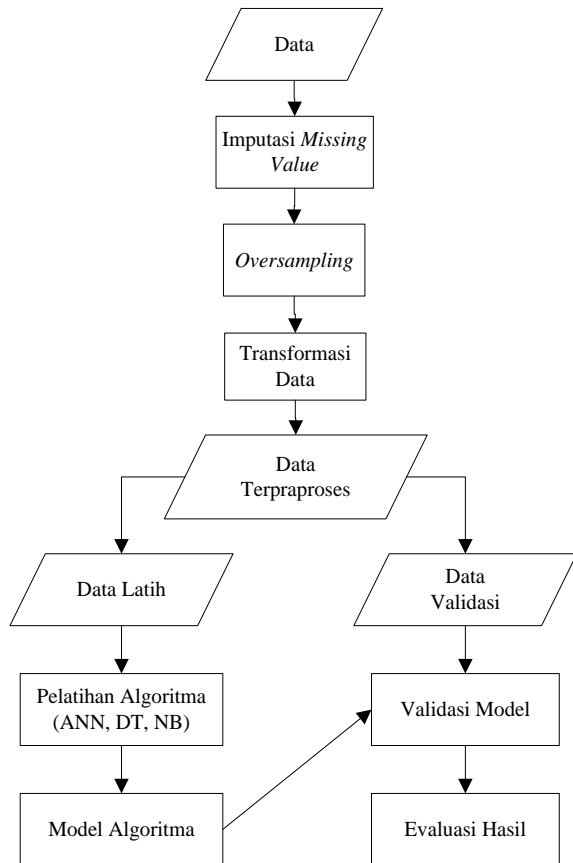 Data
Imputasi Missing
Value
Oversampling
Transformasi
Data
Data
Terpraproses
Data Latih
Data
Validasi
Pelatihan Algoritma
(ANN, DT, NB)
Validasi Model
Model Algoritma
Evaluasi Hasil